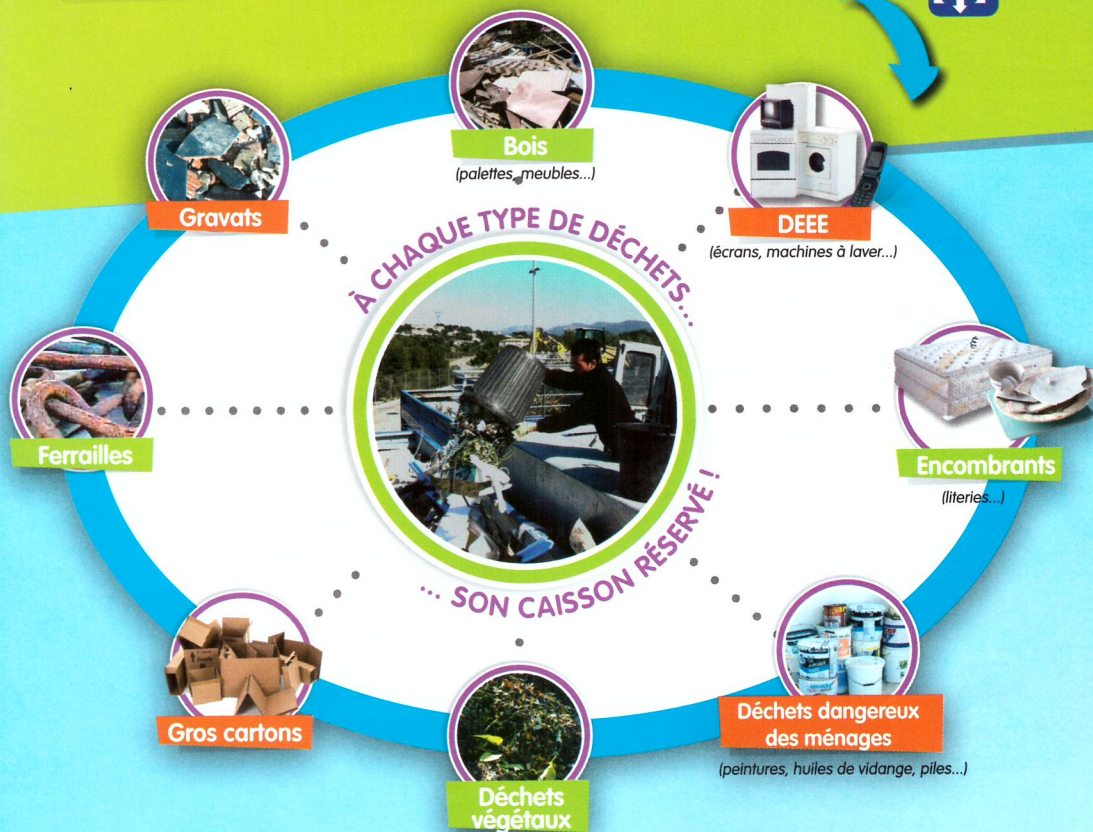 Bois
(palettes, meubles...)
Gravats
DEEE
(écrans, machines à laver...)
À CHAQUE TYPE DE DÉCHETS...
Ferrailles
Encombrants
(literies...)
... SON CAISSON RÉSERVÉ !
Gros cartons
Déchets dangereux
des ménages
(peintures, huiles de vidange, piles...)
Déchets
végétaux